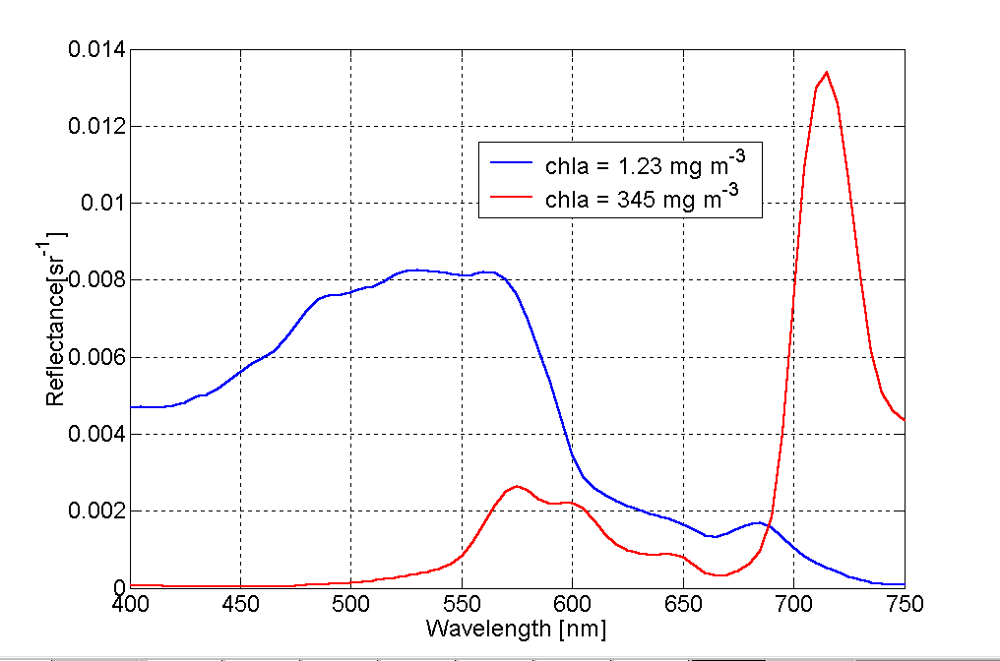 0.014
0.012
0.01
0.008
0.006
0.004
0.002
0
Reflectance[sr⁻¹]
chla = 1.23 mg m⁻³
chla = 345 mg m⁻³
400 450 500 550 600 650 700 750
Wavelength [nm]